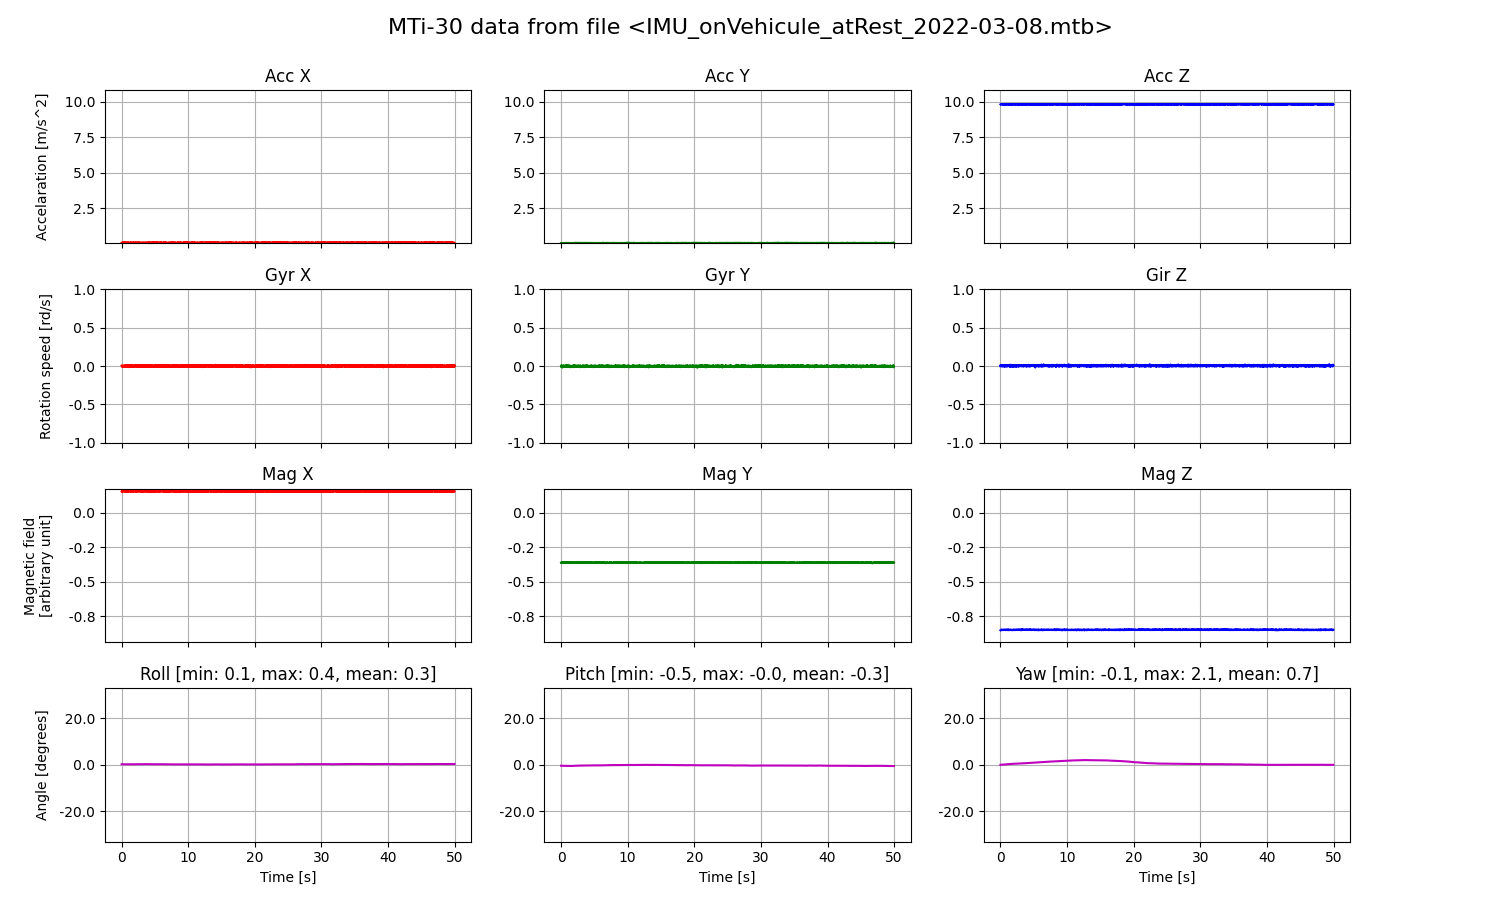 MTi-30 data from file <IMU_onVehicule_atRest_2022-03-08.mtb>
Acc X
Acc Y
Acc Z
Accelaration [m/s^2]
10.0
7.5
5.0
2.5
10.0
7.5
5.0
2.5
10.0
7.5
5.0
2.5
Gyr X
Gyr Y
Gir Z
Rotation speed [rd/s]
1.0
0.5
0.0
-0.5
-1.0
1.0
0.5
0.0
-0.5
-1.0
1.0
0.5
0.0
-0.5
-1.0
Mag X
Mag Y
Mag Z
Magnetic field
[arbitrary unit]
0.0
-0.2
-0.5
-0.8
0.0
-0.2
-0.5
-0.8
0.0
-0.2
-0.5
-0.8
Roll [min: 0.1, max: 0.4, mean: 0.3]
Pitch [min: -0.5, max: -0.0, mean: -0.3]
Yaw [min: -0.1, max: 2.1, mean: 0.7]
Angle [degrees]
20.0
0.0
-20.0
20.0
0.0
-20.0
20.0
0.0
-20.0
0 10 20 30 40 50
0 10 20 30 40 50
0 10 20 30 40 50
Time [s]
Time [s]
Time [s]